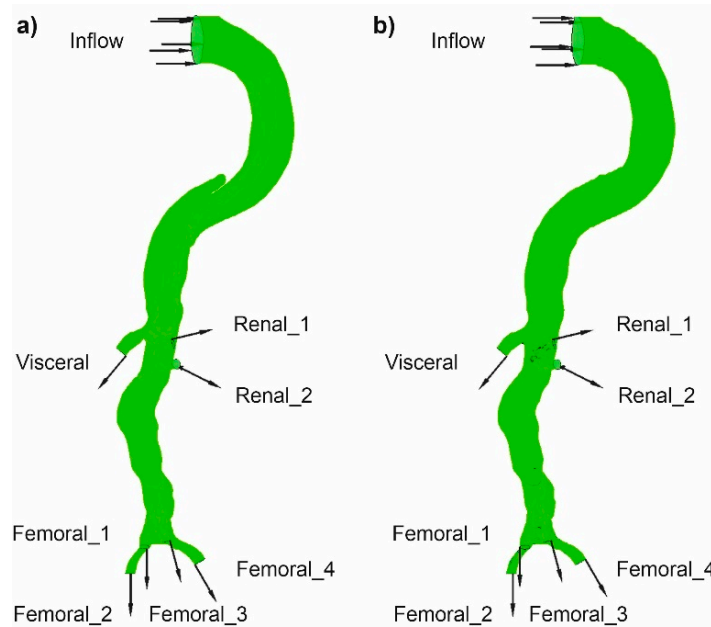 a)
Inflow
Renal_1
Visceral
Renal_2
Femoral_1
Femoral_4
Femoral_2
Femoral_3
b)
Inflow
Renal_1
Visceral
Renal_2
Femoral_1
Femoral_4
Femoral_2
Femoral_3